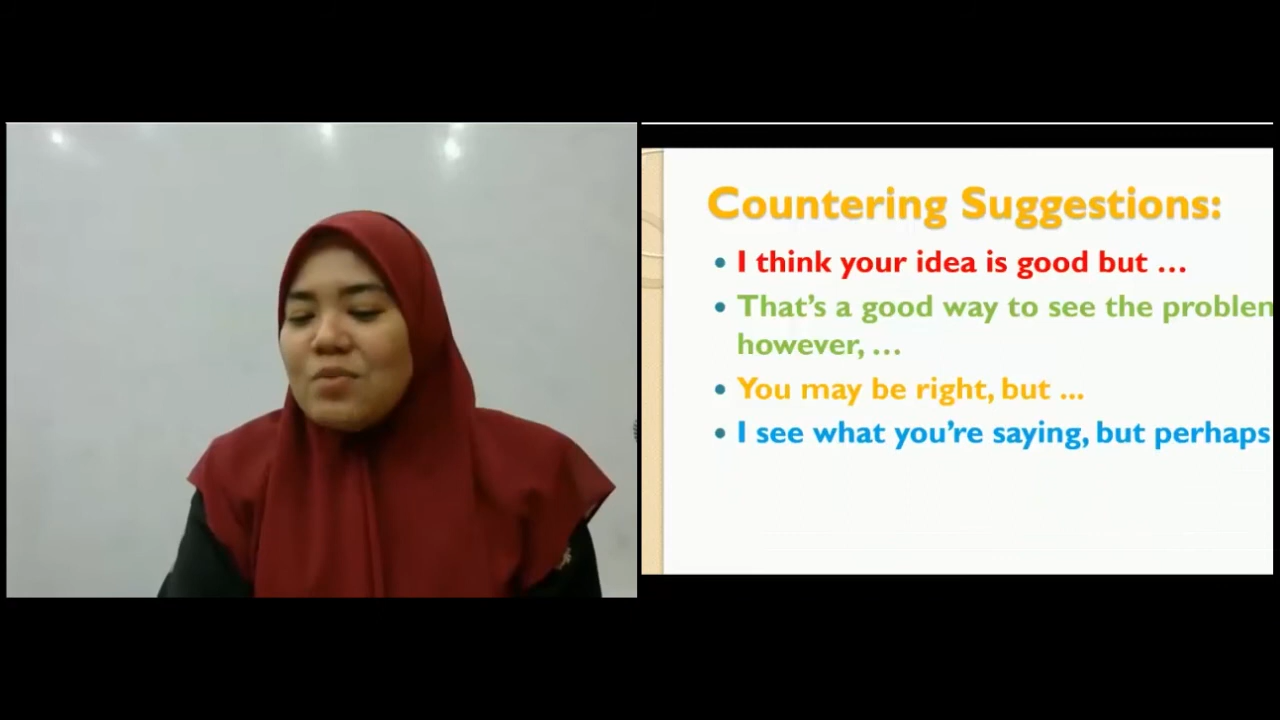 Countering Suggestions:
• I think your idea is good but …
• That's a good way to see the
however, …
• You may be right, but ...
• I see what you're saying, but perhaps